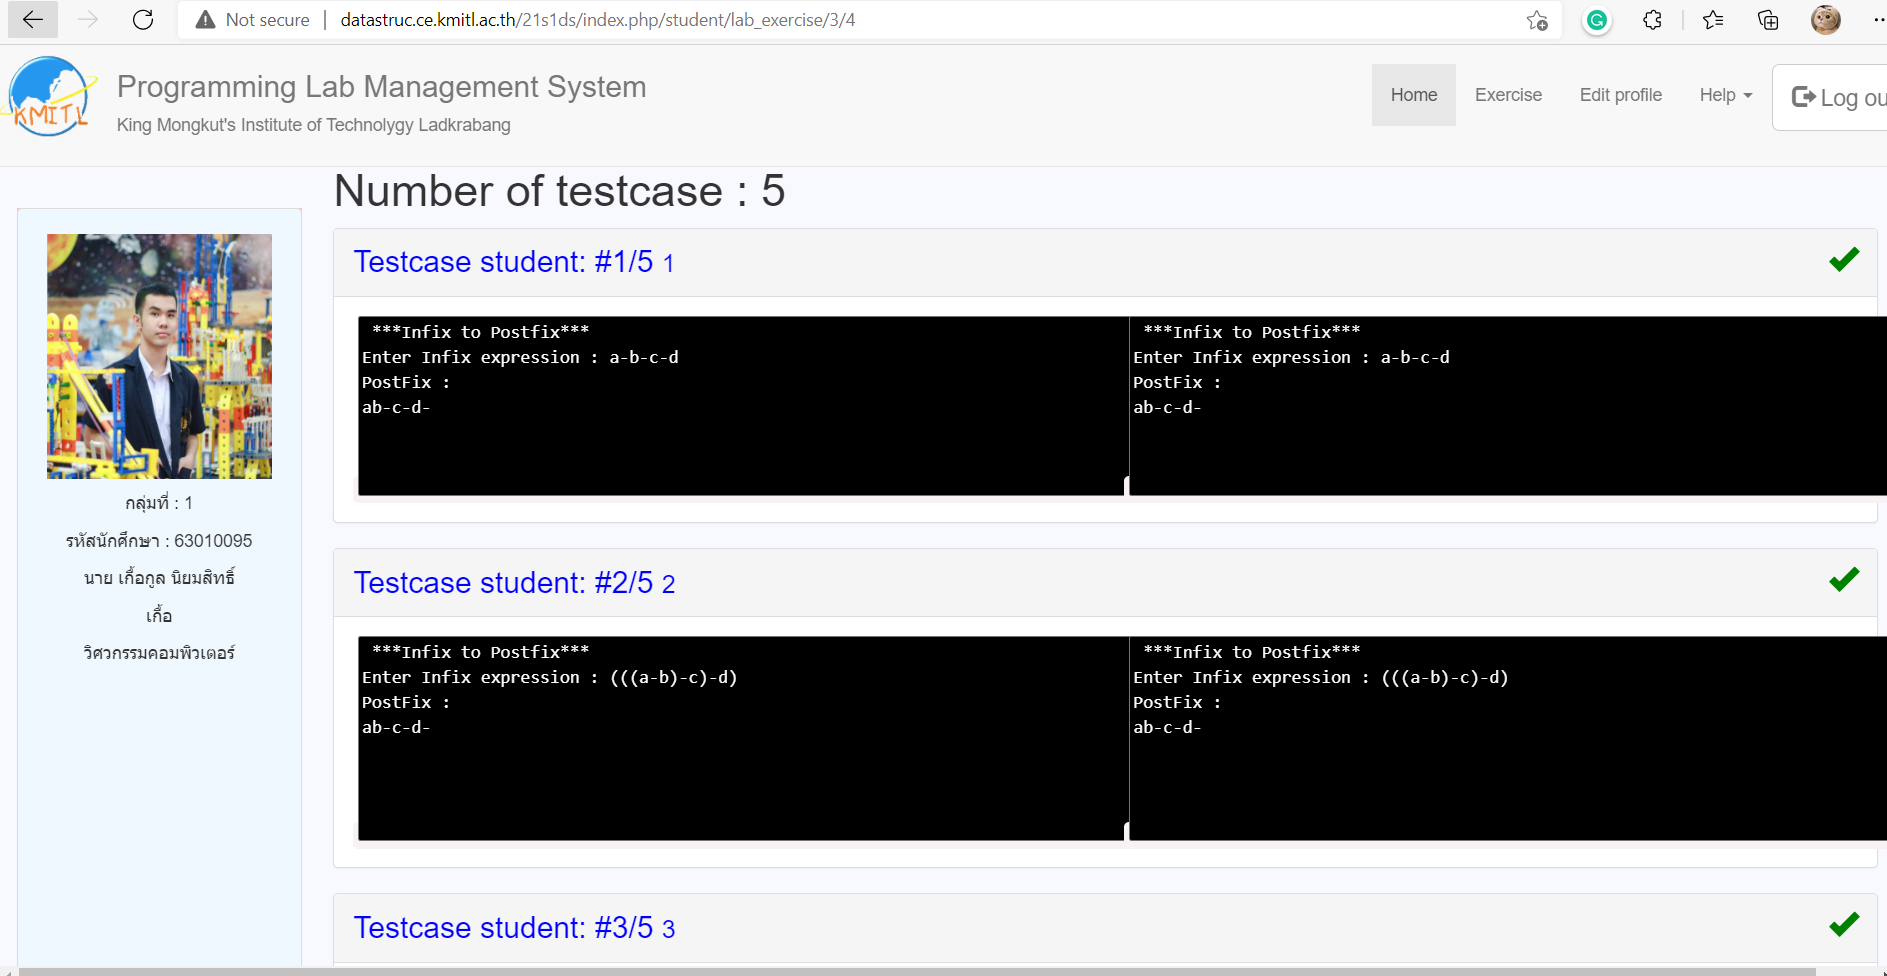 Not secure | datastruc.ce.kmitl.ac.th/21s1ds/index.php/student/lab_exercise/3/4
KMITL
Programming Lab Management System
King Mongkut's Institute of Technolygy Ladkrabang
Home Exercise Edit profile Help Log ou
Number of testcase : 5
กลุ่มที่ : 1
รหัสนักศึกษา : 63010095
นาย เกื้อกูล นิยมสิทธิ์
เกื้อ
วิศวกรรมคอมพิวเตอร์
Testcase student: #1/5 1
***Infix to Postfix***
Enter Infix expression : a-b-c-d
PostFix :
ab-c-d-
***Infix to Postfix***
Enter Infix expression : a-b-c-d
PostFix :
ab-c-d-
Testcase student: #2/5 2
***Infix to Postfix***
Enter Infix expression : (((a-b)-c)-d)
PostFix :
ab-c-d-
***Infix to Postfix***
Enter Infix expression : (((a-b)-c)-d)
PostFix :
ab-c-d-
Testcase student: #3/5 3